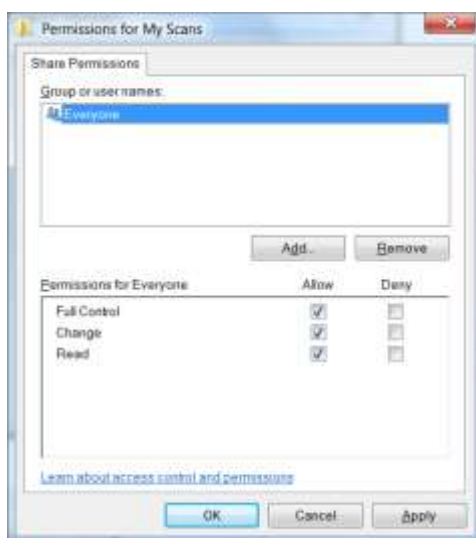 Permissions for My Scans
Share Permissions
Group or user names:
Everyone
Add...
Remove
Permissions for Everyone
Allow
Deny
Full Control
Change
Read
Learn about access control and permissions
OK
Cancel
Apply